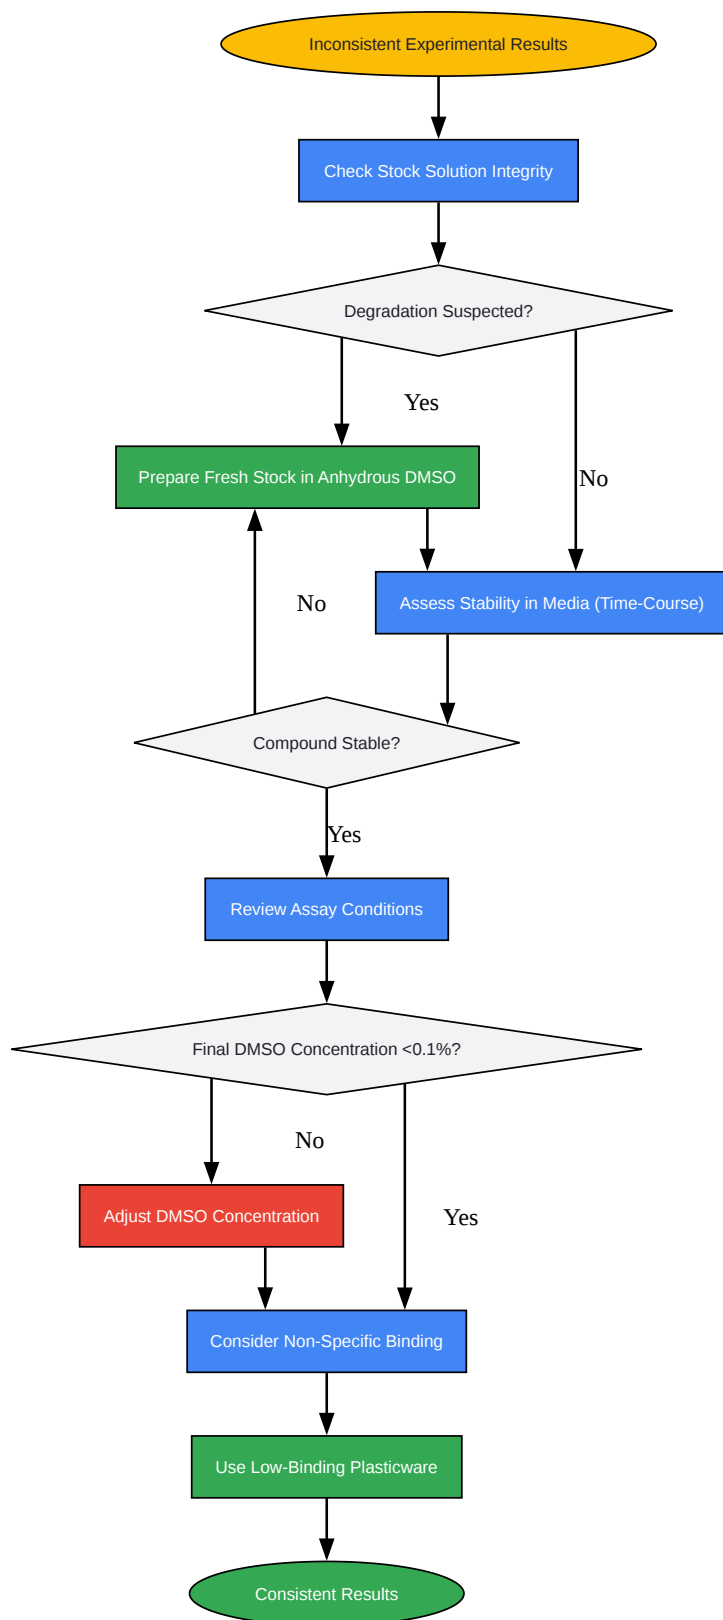 Inconsistent Experimental Results
Check Stock Solution Integrity
Degradation Suspected?
Yes
Prepare Fresh Stock in Anhydrous DMSO
No
Assess Stability in Media (Time-Course)
No
Compound Stable?
Yes
Review Assay Conditions
Final DMSO Concentration <0.1%?
No
Adjust DMSO Concentration
Yes
Consider Non-Specific Binding
Use Low-Binding Plasticware
Consistent Results